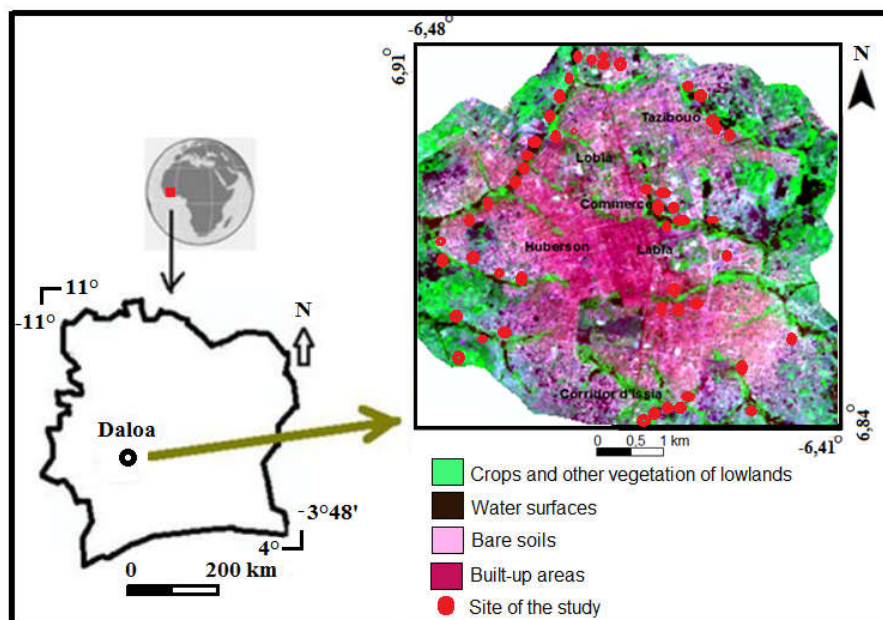 -6,48°
6,91°
N
Tazibouo
Lobia
Commerce
Huberson
Labia
Corridor d'Issia
6,84°
-6,41°
0 0.5 1 km
11°
-11°
N
Daloa
-3°48'
4°
0 200 km
Crops and other vegetation of lowlands
Water surfaces
Bare soils
Built-up areas
Site of the study